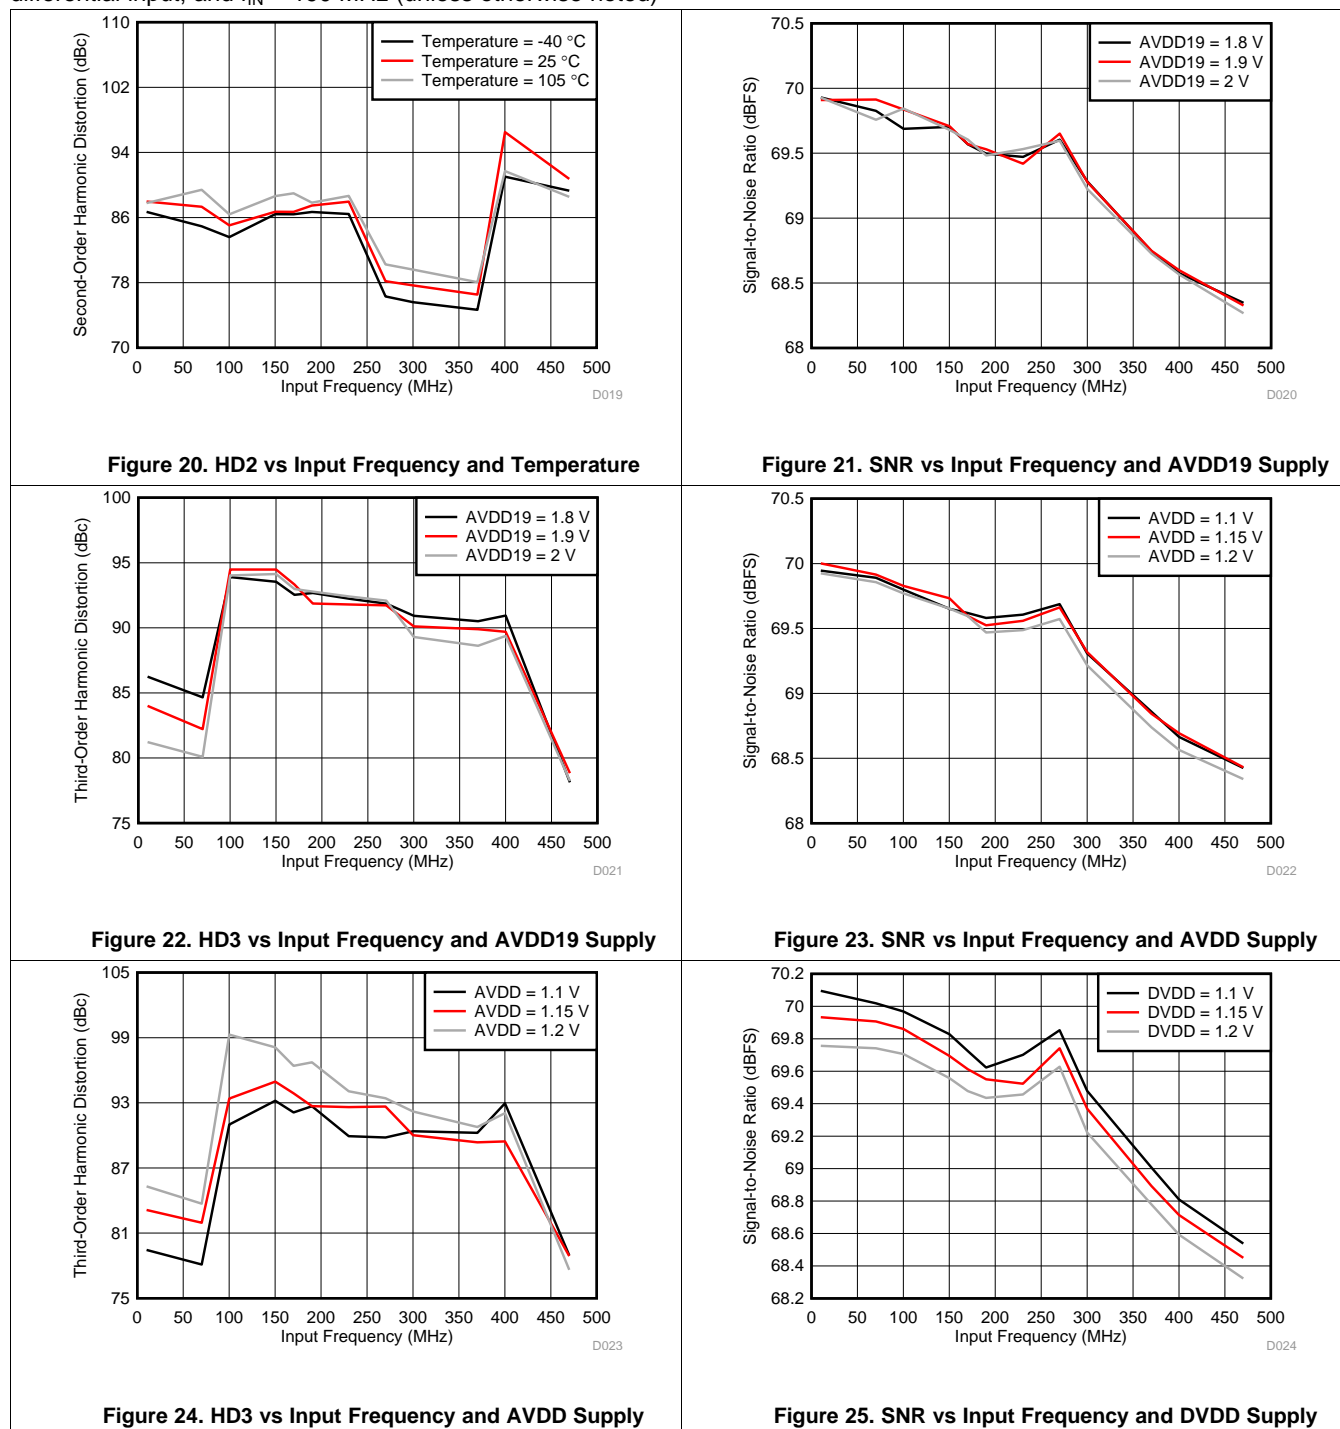 differential input, and fIN = 190 MHz (unless otherwise noted)
110
102
94
86
78
70
Second-Order Harmonic Distortion (dBc)
Temperature = -40 °C
Temperature = 25 °C
Temperature = 105 °C
0 50 100 150 200 250 300 350 400 450 500
Input Frequency (MHz)
D019
Figure 20. HD2 vs Input Frequency and Temperature
70.5
70
69.5
69
68.5
68
Signal-to-Noise Ratio (dBFS)
AVDD19 = 1.8 V
AVDD19 = 1.9 V
AVDD19 = 2 V
0 50 100 150 200 250 300 350 400 450 500
Input Frequency (MHz)
D020
Figure 21. SNR vs Input Frequency and AVDD19 Supply
100
95
90
85
80
75
Third-Order Harmonic Distortion (dBc)
AVDD19 = 1.8 V
AVDD19 = 1.9 V
AVDD19 = 2 V
0 50 100 150 200 250 300 350 400 450 500
Input Frequency (MHz)
D021
Figure 22. HD3 vs Input Frequency and AVDD19 Supply
70.5
70
69.5
69
68.5
68
Signal-to-Noise Ratio (dBFS)
AVDD = 1.1 V
AVDD = 1.15 V
AVDD = 1.2 V
0 50 100 150 200 250 300 350 400 450 500
Input Frequency (MHz)
D022
Figure 23. SNR vs Input Frequency and AVDD Supply
105
99
93
87
81
75
Third-Order Harmonic Distortion (dBc)
AVDD = 1.1 V
AVDD = 1.15 V
AVDD = 1.2 V
0 50 100 150 200 250 300 350 400 450 500
Input Frequency (MHz)
D023
Figure 24. HD3 vs Input Frequency and AVDD Supply
70.2
70
69.8
69.6
69.4
69.2
69
68.8
68.6
68.4
68.2
Signal-to-Noise Ratio (dBFS)
DVDD = 1.1 V
DVDD = 1.15 V
DVDD = 1.2 V
0 50 100 150 200 250 300 350 400 450 500
Input Frequency (MHz)
D024
Figure 25. SNR vs Input Frequency and DVDD Supply